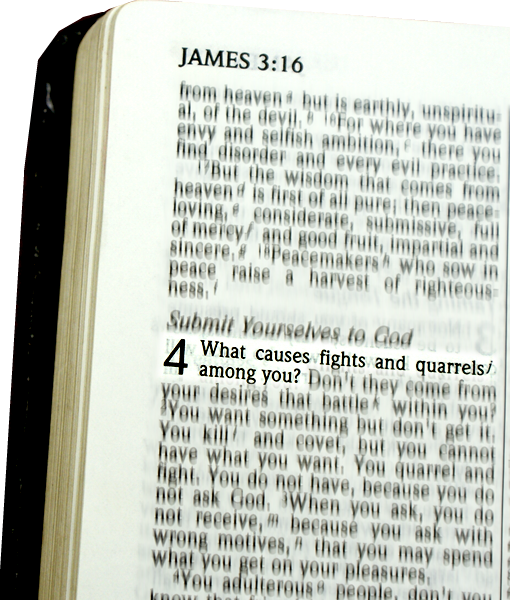 JAMES 3:16
from heaven g but is earthly, unspiritu-
al, of the devil. h 16For where you have
envy and selfish ambition, there you
find disorder and every evil practice.
17But the wisdom that comes from
heaven is first of all pure; then peace-
loving, considerate, submissive, full
of mercy and good fruit, impartial and
sincere. 18Peacemakers who sow in
peace raise a harvest of righteous-
ness.
Submit Yourselves to God
4 What causes fights and quarrels j
among you? Don't they come from
your desires that battle k within you?
2You want something but don't get it.
You kill l and covet, but you cannot
have what you want. You quarrel and
fight. You do not have, because you do
not ask God. 3When you ask, you do
not receive, m because you ask with
wrong motives, n that you may spend
what you get on your pleasures.
4You adulterous people, don't you
know that